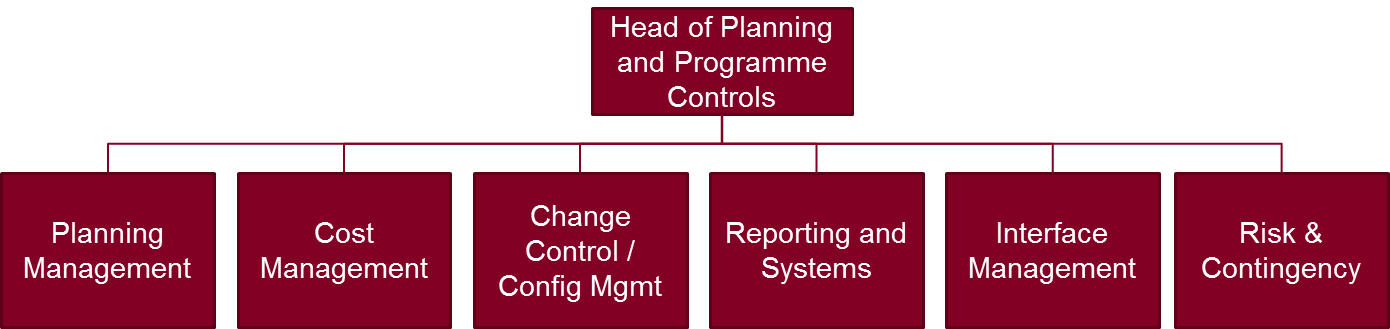 Head of Planning
and Programme
Controls
Planning
Management
Cost
Management
Change
Control /
Config Mgmt
Reporting and
Systems
Interface
Management
Risk &
Contingency